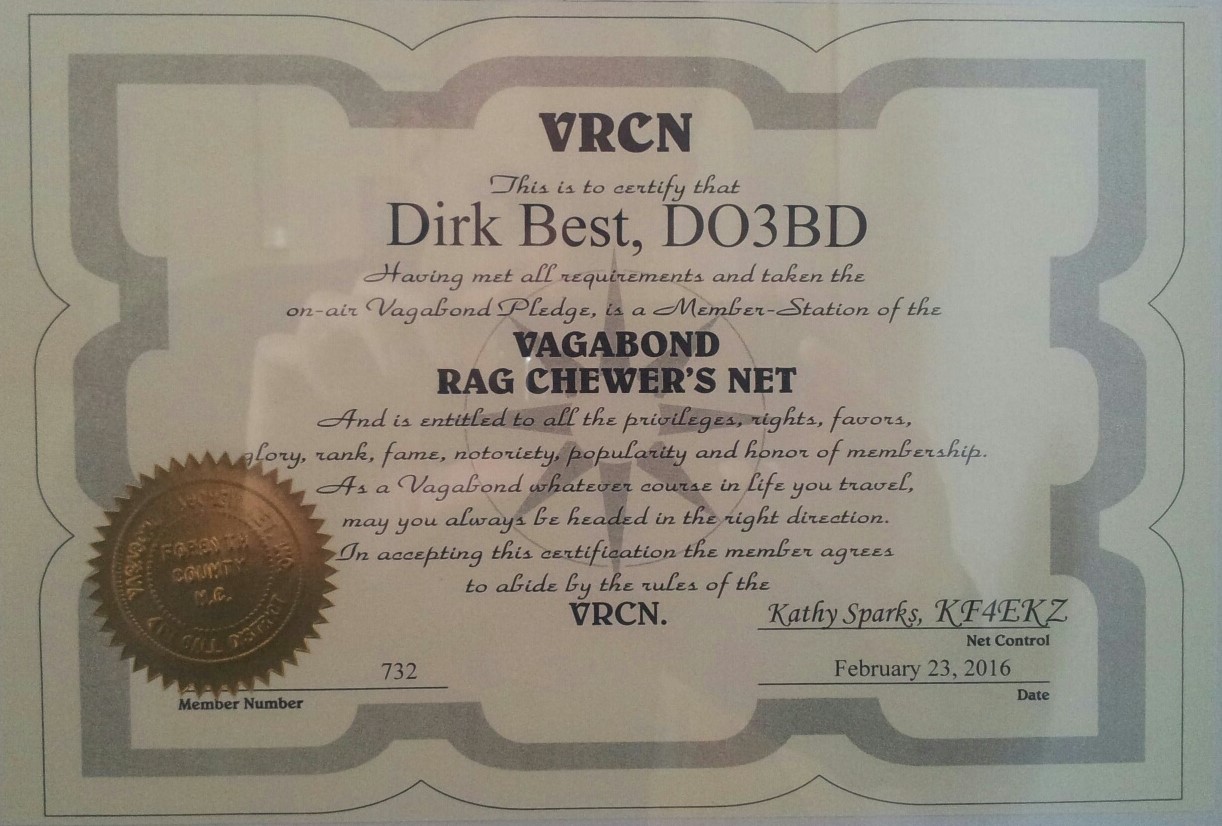 VRCN
This is to certify that
Dirk Best, DO3BD
Having met all requirements and taken the
on-air Vagabond Pledge, is a Member-Station of the
VAGABOND
RAG CHEWER'S NET
And is entitled to all the privileges, rights, favors,
glory, rank, fame, notoriety, popularity and honor of membership.
As a Vagabond whatever course in life you travel,
may you always be headed in the right direction.
In accepting this certification the member agrees
to abide by the rules of the
VRCN.
Kathy Sparks, KF4EKZ
Net Control
732
Member Number
February 23, 2016
Date
FORSYTH
COUNTY
N.C.